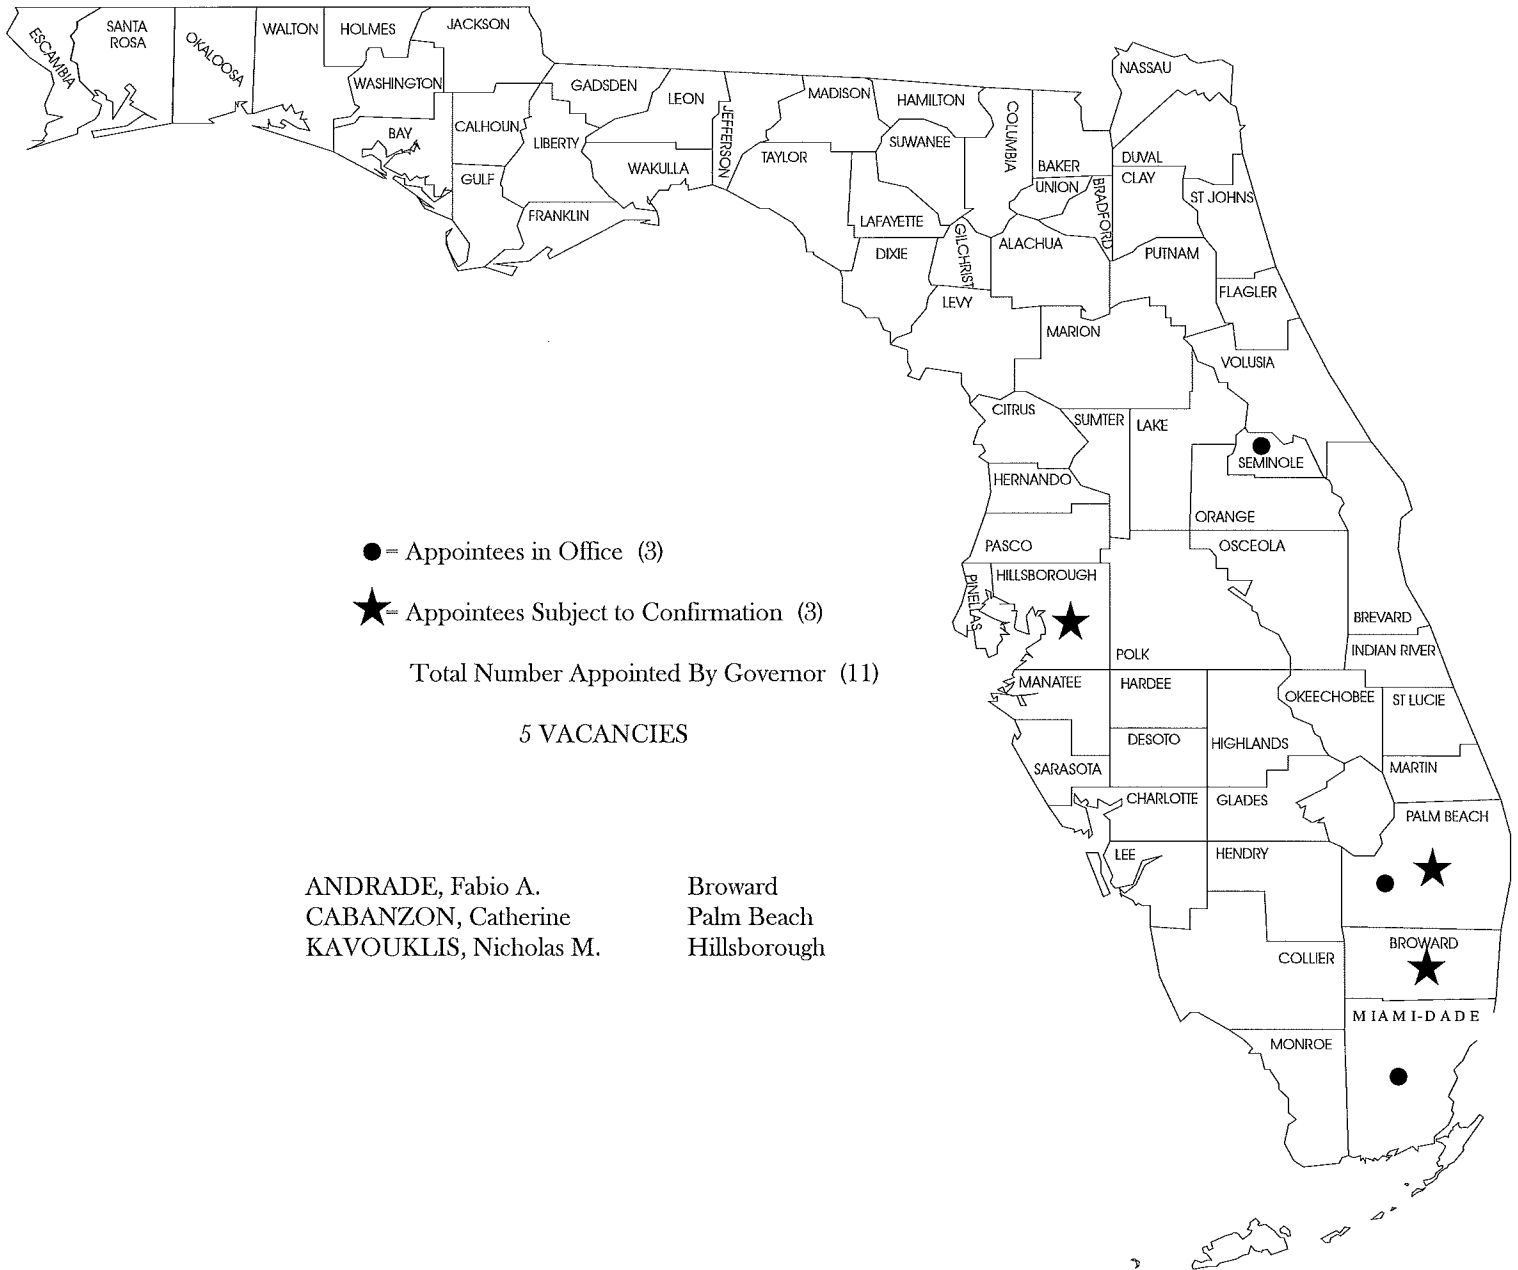 ESCAMBIA
SANTA
ROSA
OKALOOSA
WALTON
HOLMES
JACKSON
WASHINGTON
BAY
CALHOUN
GULF
GADSDEN
LIBERTY
FRANKLIN
LEON
WAKULLA
JEFFERSON
MADISON
TAYLOR
HAMILTON
SUWANEE
LAFAYETTE
DIXIE
COLUMBIA
GILCHRIST
BAKER
UNION
BRADFORD
ALACHUA
LEVY
NASSAU
DUVAL
CLAY
ST JOHNS
PUTNAM
FLAGLER
MARION
VOLUSIA
CITRUS
SUMTER
LAKE
SEMINOLE
HERNANDO
ORANGE
PASCO
OSCEOLA
HILLSBOROUGH
PINELLAS
POLK
BREVARD
INDIAN RIVER
MANATEE
HARDEE
OKEECHOBEE
ST LUCIE
DESOTO
HIGHLANDS
SARASOTA
MARTIN
CHARLOTTE
GLADES
PALM BEACH
LEE
HENDRY
BROWARD
COLLIER
MIAMI-DADE
MONROE
= Appointees in Office (3)
= Appointees Subject to Confirmation (3)
Total Number Appointed By Governor (11)
5 VACANCIES
ANDRADE, Fabio A. Broward
CABANZON, Catherine Palm Beach
KAVOUKLIS, Nicholas M. Hillsborough